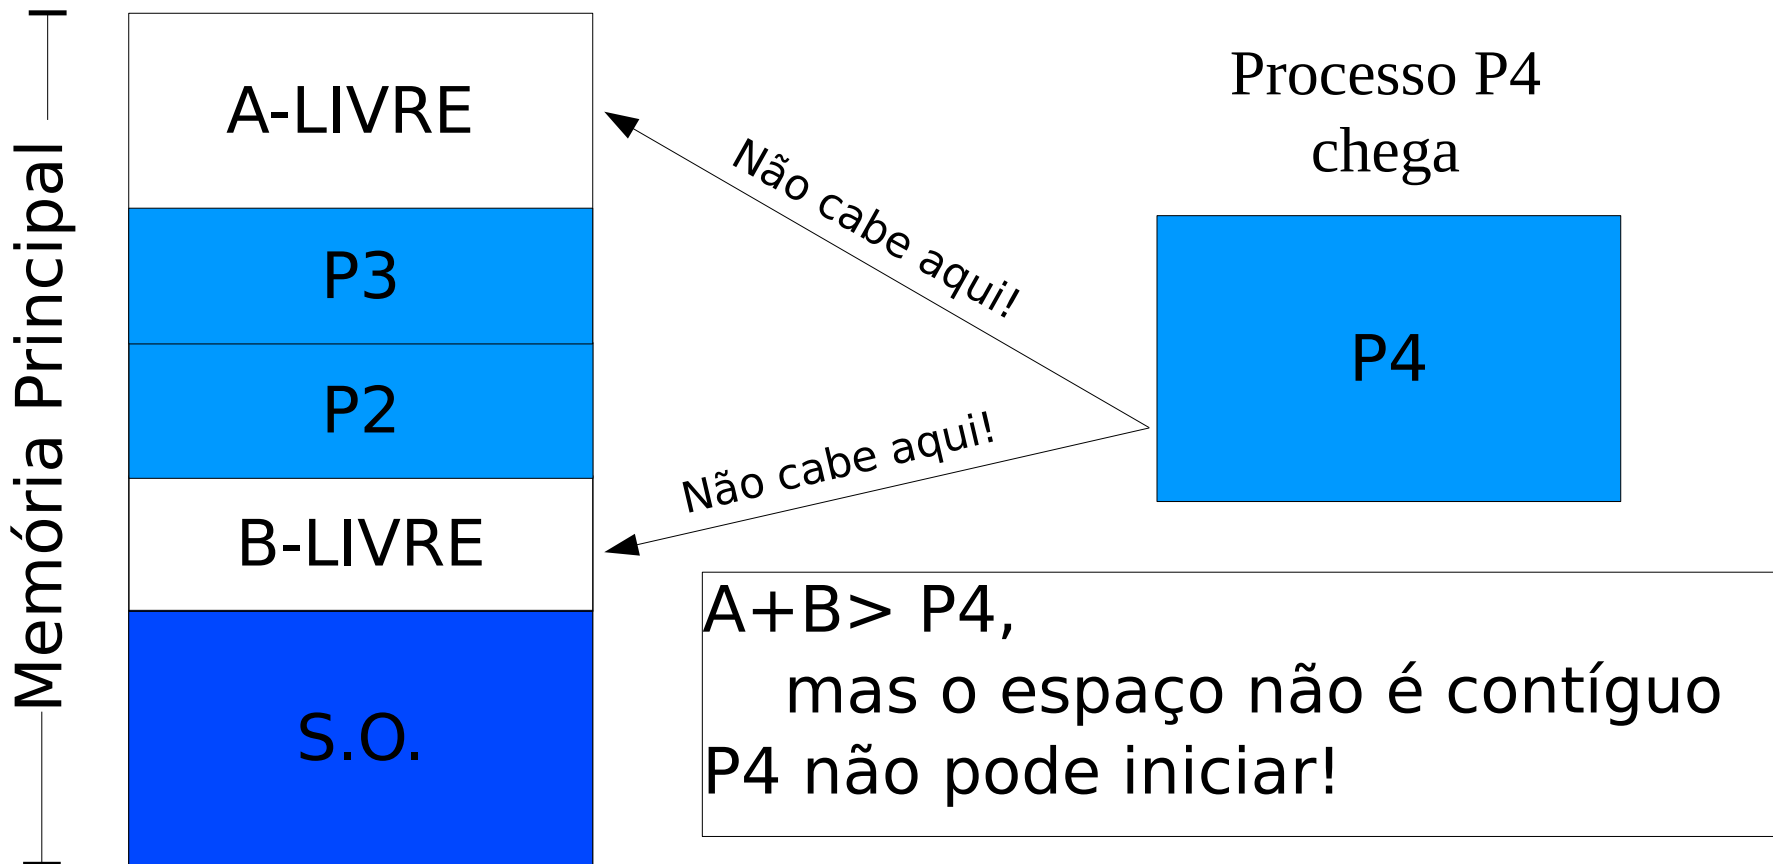 Memória Principal
A-LIVRE
P3
P2
B-LIVRE
S.O.
Não cabe aqui!
Não cabe aqui!
Processo P4
chega
P4
A+B> P4,
mas o espaço não é contíguo
P4 não pode iniciar!